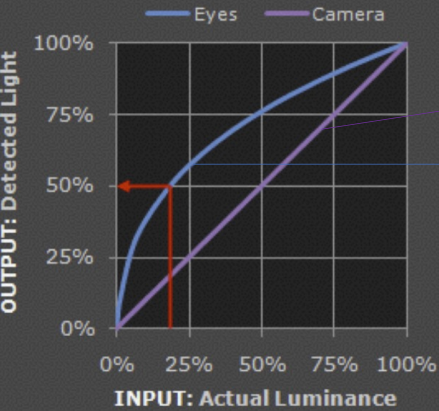 Eyes Camera
100%
75%
50%
25%
0%
OUTPUT: Detected Light
0% 25% 50% 75% 100%
INPUT: Actual Luminance